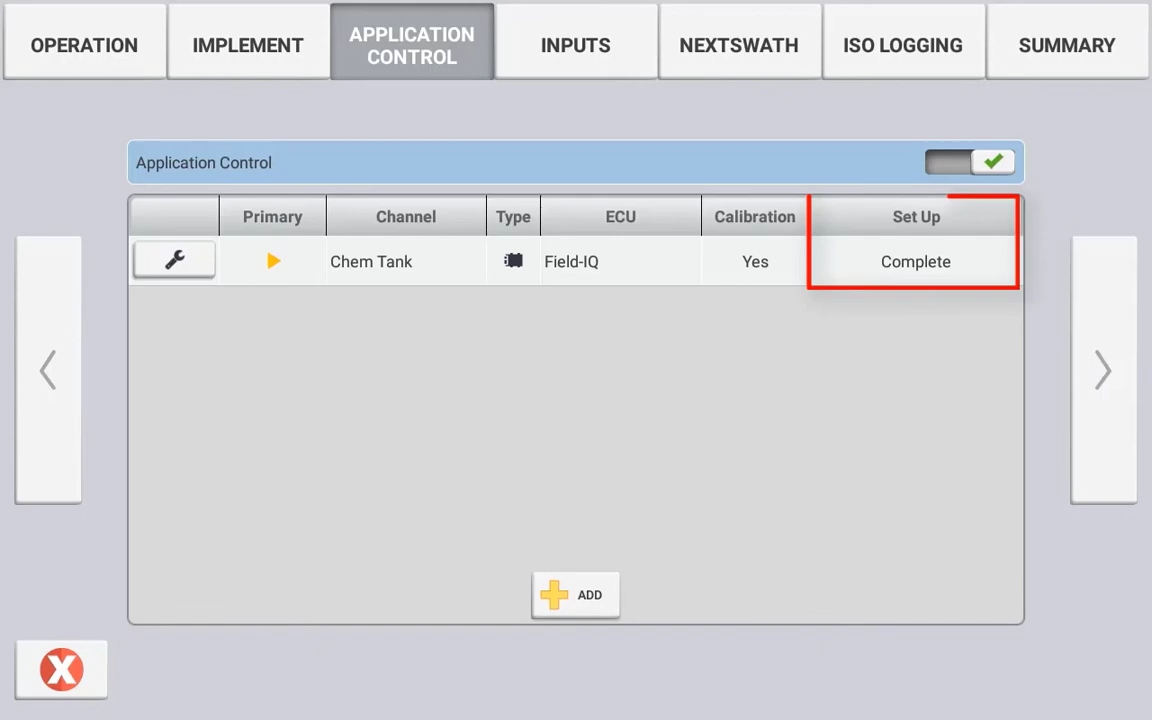 OPERATION
IMPLEMENT
APPLICATION
CONTROL
INPUTS
NEXTSWATH
ISO LOGGING
SUMMARY
Application Control
Primary Channel Type ECU Calibration Set Up
Chem Tank Field-IQ Yes Complete
ADD
X